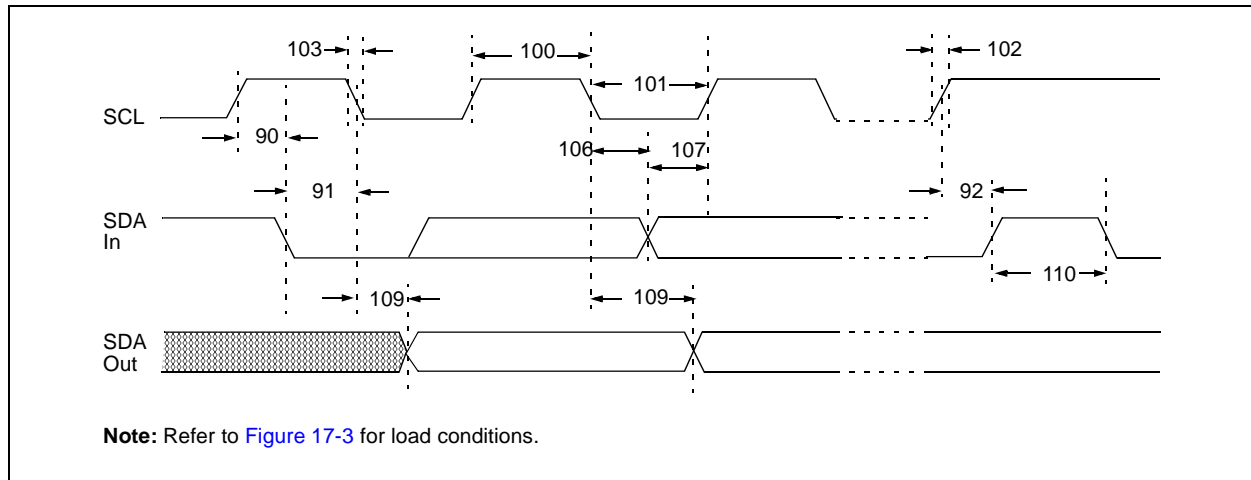 103
100
102
101
SCL
90
106
107
91
92
SDA
In
110
109
109
SDA
Out
Note: Refer to Figure 17-3 for load conditions.